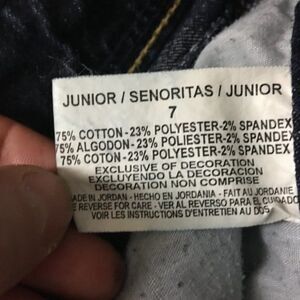 JUNIOR / SENORITAS / JUNIOR
7
75% COTTON - 23% POLYESTER-2% SPANDEX
75% ALGODON - 23% POLIESTER-2% SPANDEX
75% COTON - 23% POLYESTER-2% SPANDEX
EXCLUSIVE OF DECORATION
EXCLUYENDO LA DECORACION
DECORATION NON COMPRISE
MADE IN JORDAN - HECHO EN JORDANIA - FAIT AU JORDANIE
REVERSE FOR CARE - VER AL REVERSO PARA EL CUIDADO
VOIR LES INSTRUCTIONS D'ENTRETIEN AU DOS